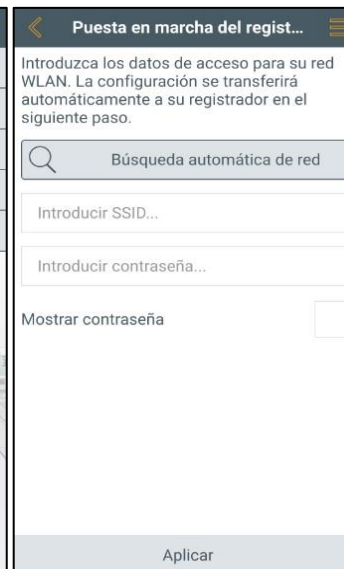 Puesta en marcha del regist...
Introduzca los datos de acceso para su red
WLAN. La configuración se transferirá
automáticamente a su registrador en el
siguiente paso.
Búsqueda automática de red
Introducir SSID...
Introducir contraseña...
Mostrar contraseña
Aplicar